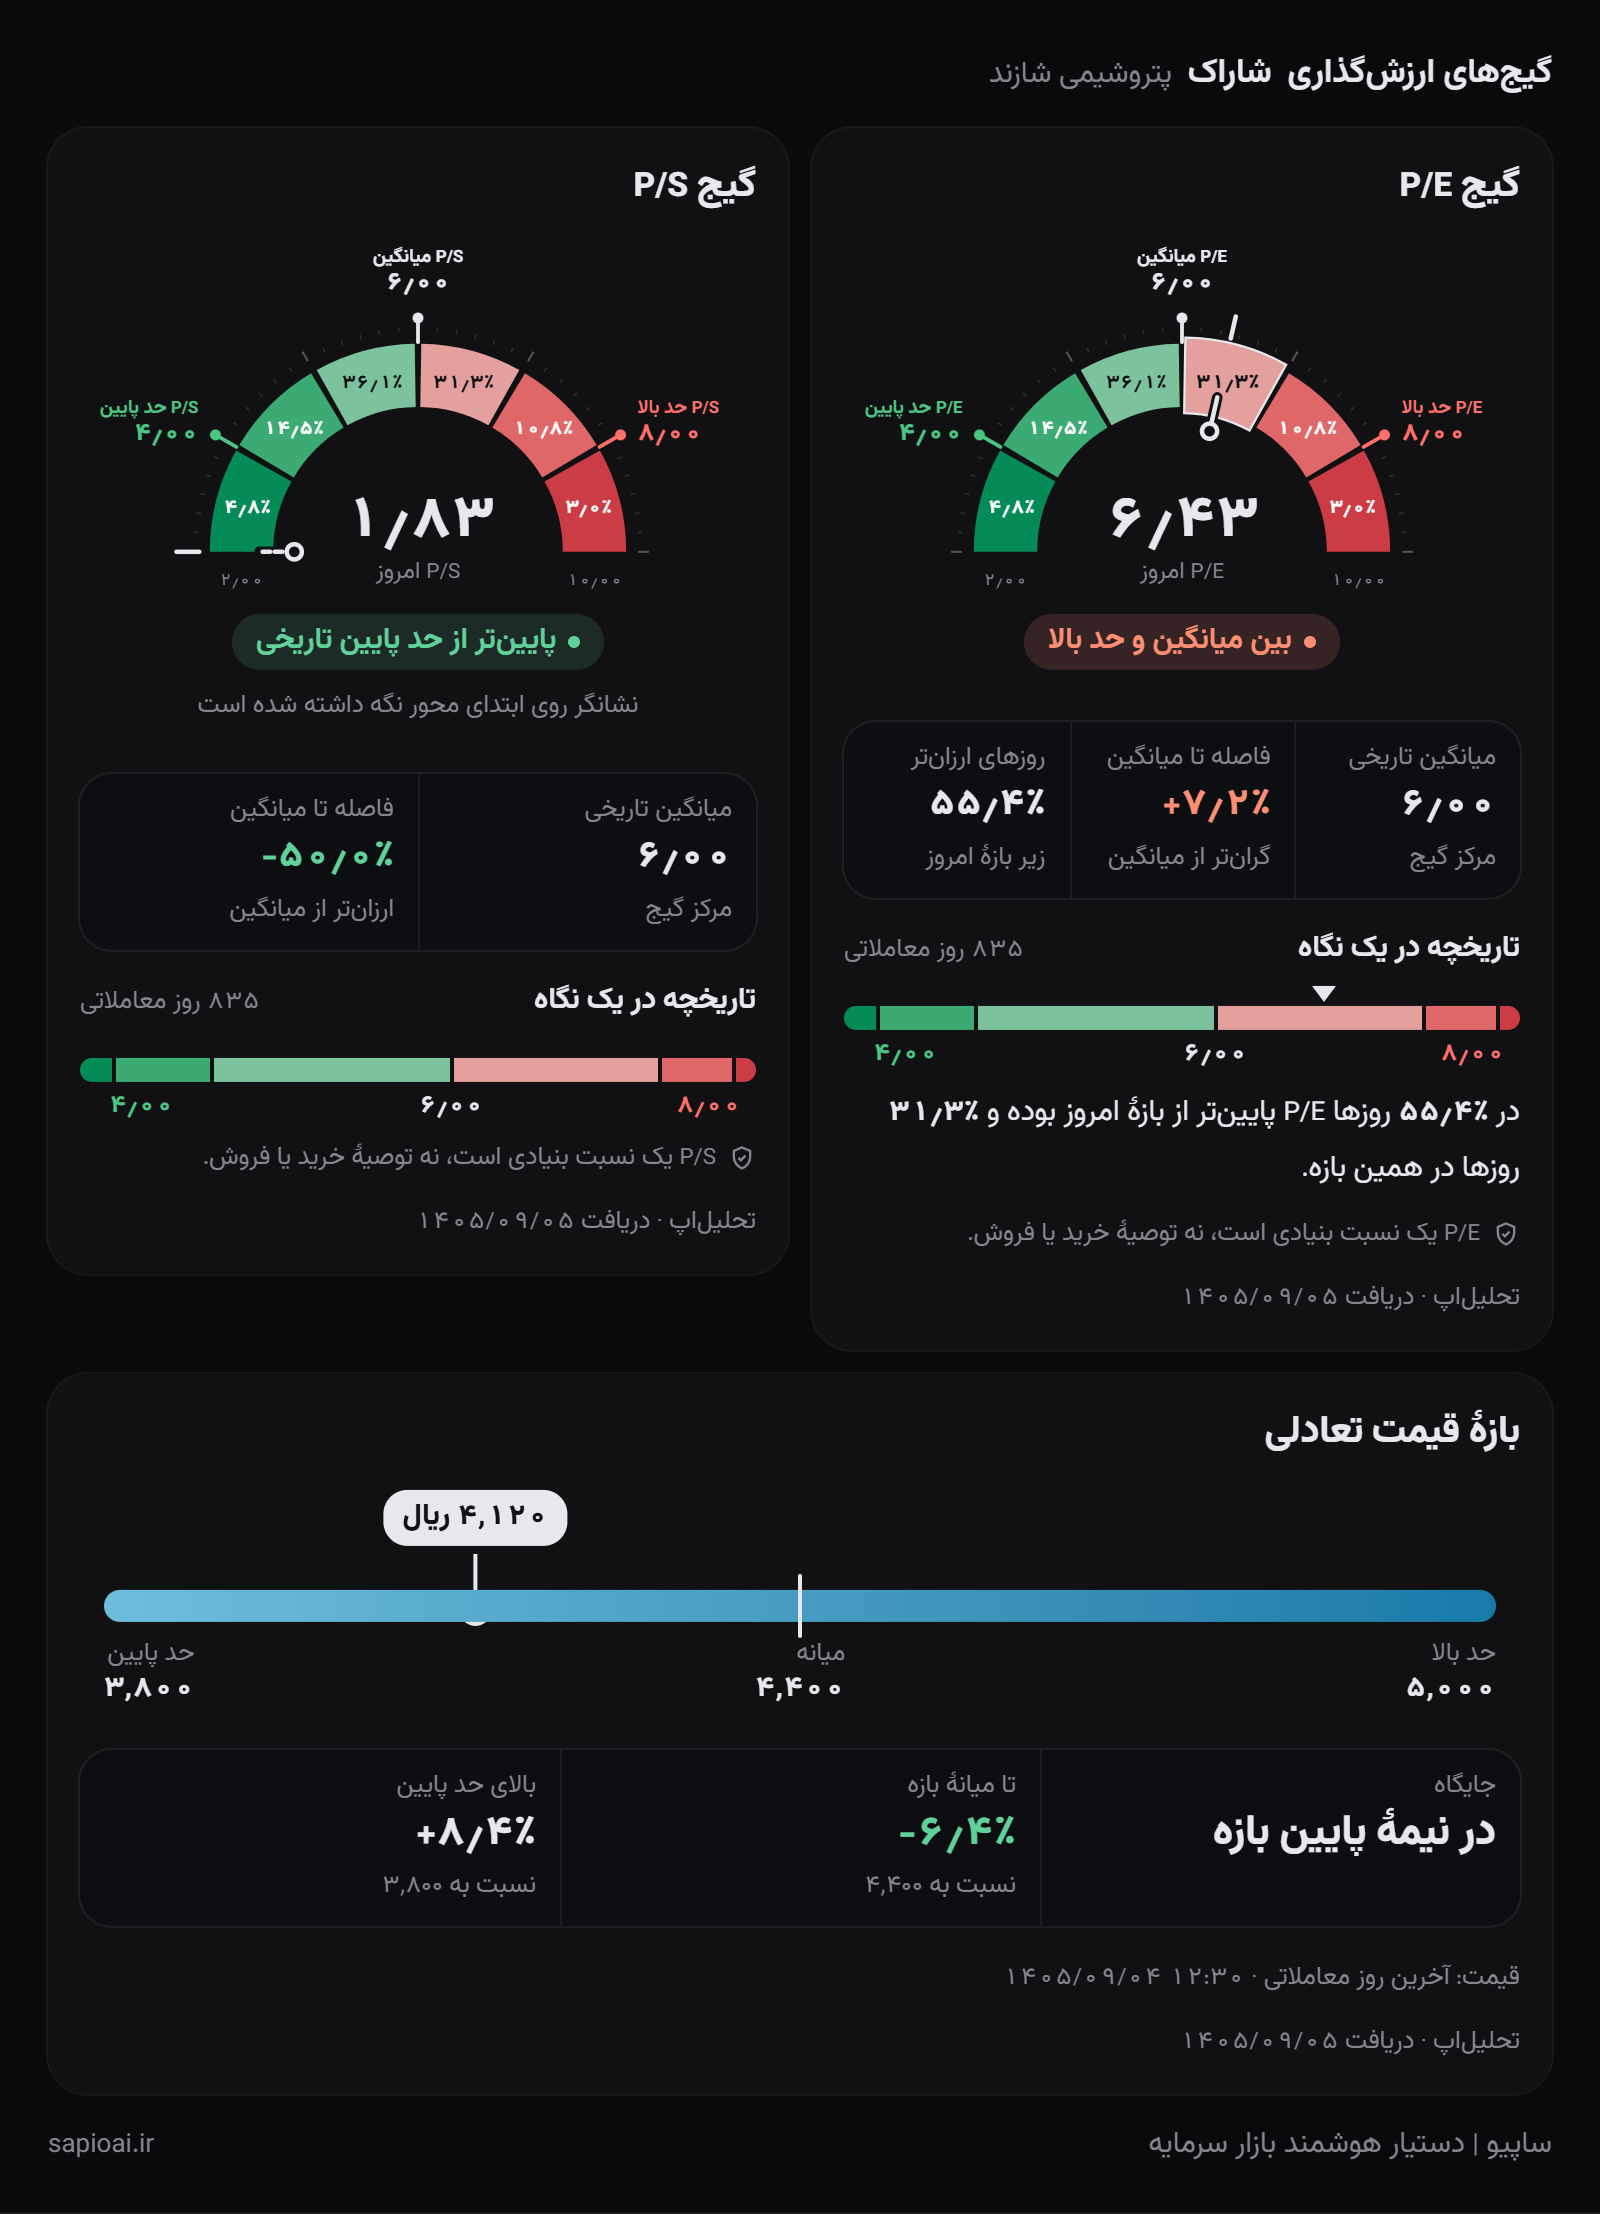 گیج‌های ارزش‌گذاری شاراک پتروشیمی شازند
گیج P/E
P/E میانگین
۶٫۰۰
P/E حد پایین
۴٫۰۰
P/E حد بالا
۸٫۰۰
۴٫۸٪
۱۴٫۵٪
۳۶٫۱٪
۳۱٫۳٪
۱۰٫۸٪
۳٫۰٪
۶٫۴۳
P/E امروز
۲٫۰۰
۱۰٫۰۰
بین میانگین و حد بالا
میانگین تاریخی
۶٫۰۰
مرکز گیج
فاصله تا میانگین
+۷٫۲٪
گران‌تر از میانگین
روزهای ارزان‌تر
۵۵٫۴٪
زیر بازهٔ امروز
تاریخچه در یک نگاه
۸۳۵ روز معاملاتی
۴٫۰۰
۶٫۰۰
۸٫۰۰
در ۵۵٫۴٪ روزها P/E پایین‌تر از بازهٔ امروز بوده و ۳۱٫۳٪
روزها در همین بازه.
P/E یک نسبت بنیادی است، نه توصیهٔ خرید یا فروش.
تحلیل‌اپ · دریافت ۱۴۰۵/۰۹/۰۵
گیج P/S
P/S میانگین
۶٫۰۰
P/S حد پایین
۴٫۰۰
P/S حد بالا
۸٫۰۰
۴٫۸٪
۱۴٫۵٪
۳۶٫۱٪
۳۱٫۳٪
۱۰٫۸٪
۳٫۰٪
۱٫۸۳
P/S امروز
۲٫۰۰
۱۰٫۰۰
پایین‌تر از حد پایین تاریخی
نشانگر روی ابتدای محور نگه داشته شده است
میانگین تاریخی
۶٫۰۰
مرکز گیج
فاصله تا میانگین
-۵۰٫۰٪
ارزان‌تر از میانگین
تاریخچه در یک نگاه
۸۳۵ روز معاملاتی
۴٫۰۰
۶٫۰۰
۸٫۰۰
P/S یک نسبت بنیادی است، نه توصیهٔ خرید یا فروش.
تحلیل‌اپ · دریافت ۱۴۰۵/۰۹/۰۵
بازهٔ قیمت تعادلی
۴,۱۲۰ ریال
حد بالا
۵,۰۰۰
میانه
۴,۴۰۰
حد پایین
۳,۸۰۰
جایگاه
در نیمهٔ پایین بازه
تا میانهٔ بازه
-۶٫۴٪
نسبت به ۴,۴۰۰
بالای حد پایین
+۸٫۴٪
نسبت به ۳,۸۰۰
قیمت: آخرین روز معاملاتی · ۱۲:۳۰ ۱۴۰۵/۰۹/۰۴
تحلیل‌اپ · دریافت ۱۴۰۵/۰۹/۰۵
ساپیو | دستیار هوشمند بازار سرمایه
sapioai.ir